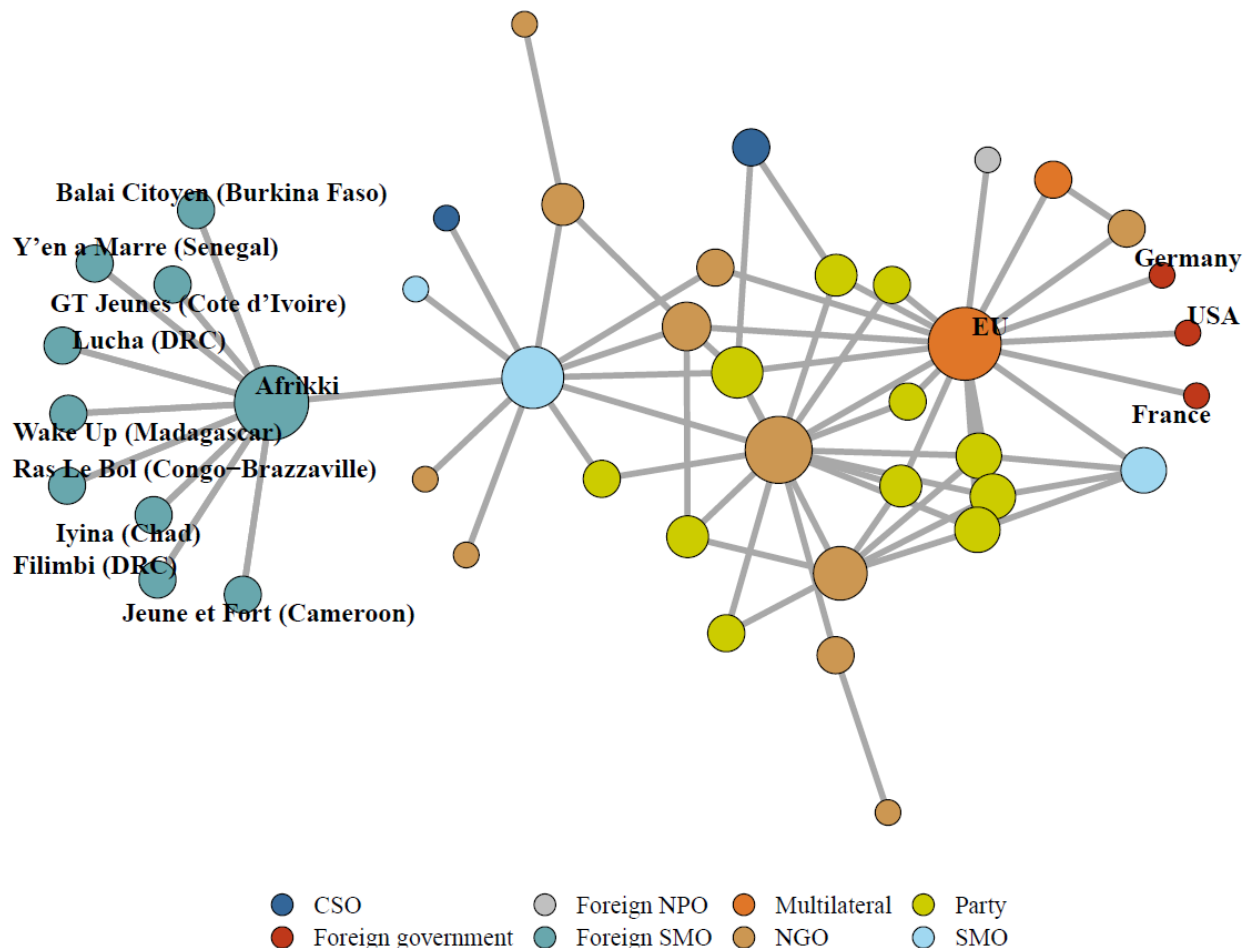 Balai Citoyen (Burkina Faso)
Y'en a Marre (Senegal)
Germany
GT Jeunes (Cote d'Ivoire)
USA
EU
Lucha (DRC)
Afrikki
France
Wake Up (Madagascar)
Ras Le Bol (Congo−Brazzaville)
Iyina (Chad)
Filimbi (DRC)
Jeune et Fort (Cameroon)
CSO Foreign NPO Multilateral Party
Foreign government Foreign SMO NGO SMO